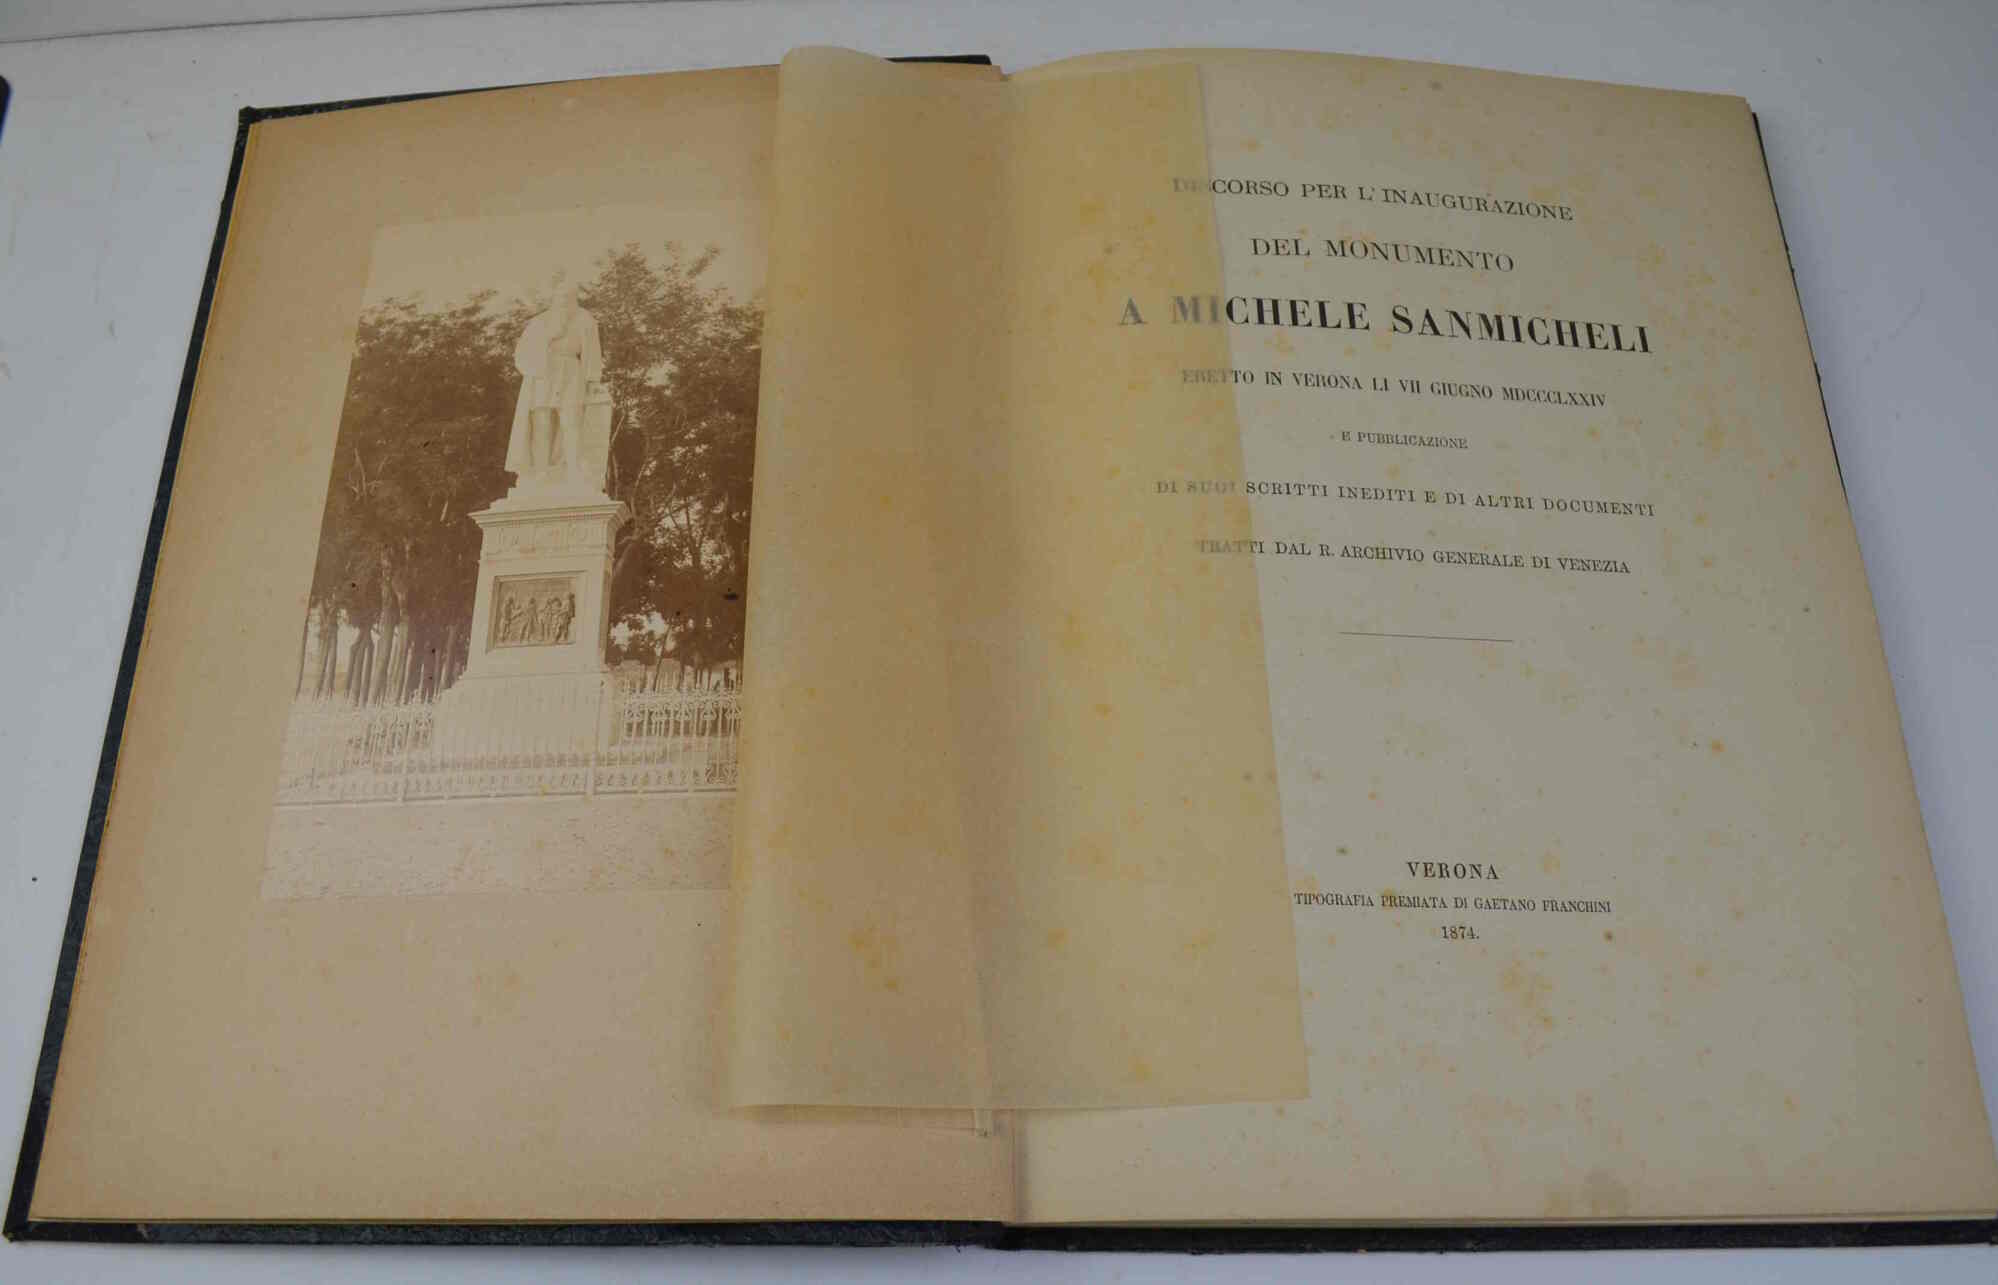 DISCORSO PER L'INAUGURAZIONE
DEL MONUMENTO
A MICHELE SANMICHELI
ERETTO IN VERONA LI VII GIUGNO MDCCCLXXIV
E PUBBLICAZIONE
DI SUOI SCRITTI INEDITI E DI ALTRI DOCUMENTI
TRATTI DAL R. ARCHIVIO GENERALE DI VENEZIA
VERONA
TIPOGRAFIA PREMIATA DI GAETANO FRANCHINI
1874.